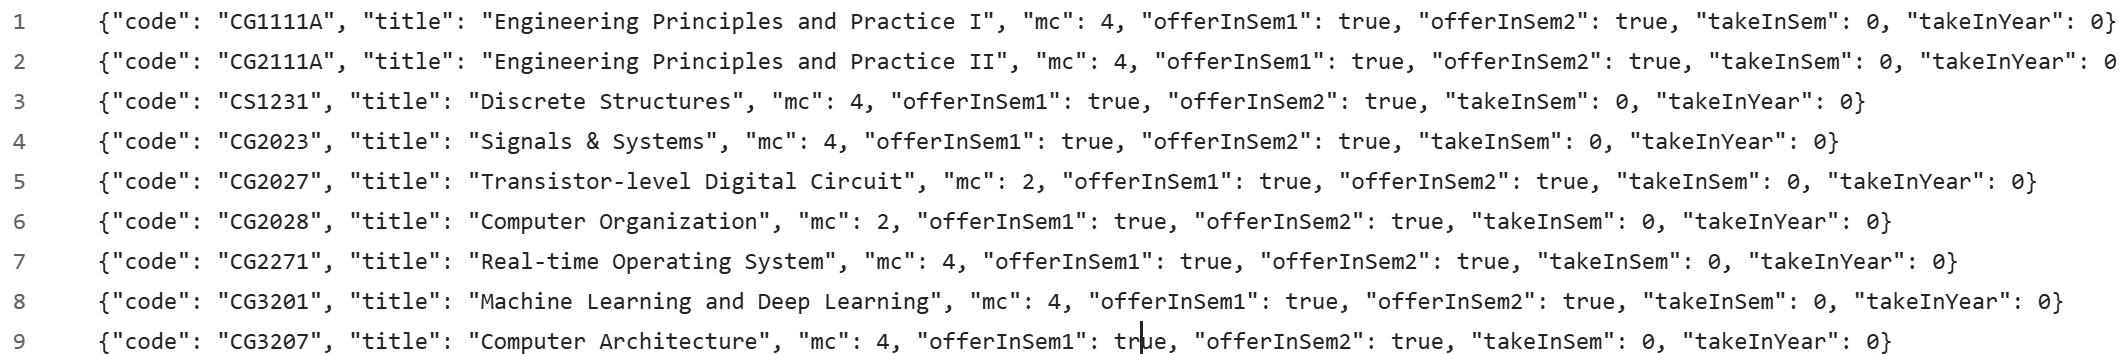 1 {"code": "CG1111A", "title": "Engineering Principles and Practice I", "mc": 4, "offerInSem1": true, "offerInSem2": true, "takeInSem": 0, "takeInYear": 0}
2 {"code": "CG2111A", "title": "Engineering Principles and Practice II", "mc": 4, "offerInSem1": true, "offerInSem2": true, "takeInSem": 0, "takeInYear": 0
3 {"code": "CS1231", "title": "Discrete Structures", "mc": 4, "offerInSem1": true, "offerInSem2": true, "takeInSem": 0, "takeInYear": 0}
4 {"code": "CG2023", "title": "Signals & Systems", "mc": 4, "offerInSem1": true, "offerInSem2": true, "takeInSem": 0, "takeInYear": 0}
5 {"code": "CG2027", "title": "Transistor-level Digital Circuit", "mc": 2, "offerInSem1": true, "offerInSem2": true, "takeInSem": 0, "takeInYear": 0}
6 {"code": "CG2028", "title": "Computer Organization", "mc": 2, "offerInSem1": true, "offerInSem2": true, "takeInSem": 0, "takeInYear": 0}
7 {"code": "CG2271", "title": "Real-time Operating System", "mc": 4, "offerInSem1": true, "offerInSem2": true, "takeInSem": 0, "takeInYear": 0}
8 {"code": "CG3201", "title": "Machine Learning and Deep Learning", "mc": 4, "offerInSem1": true, "offerInSem2": true, "takeInSem": 0, "takeInYear": 0}
9 {"code": "CG3207", "title": "Computer Architecture", "mc": 4, "offerInSem1": true, "offerInSem2": true, "takeInSem": 0, "takeInYear": 0}